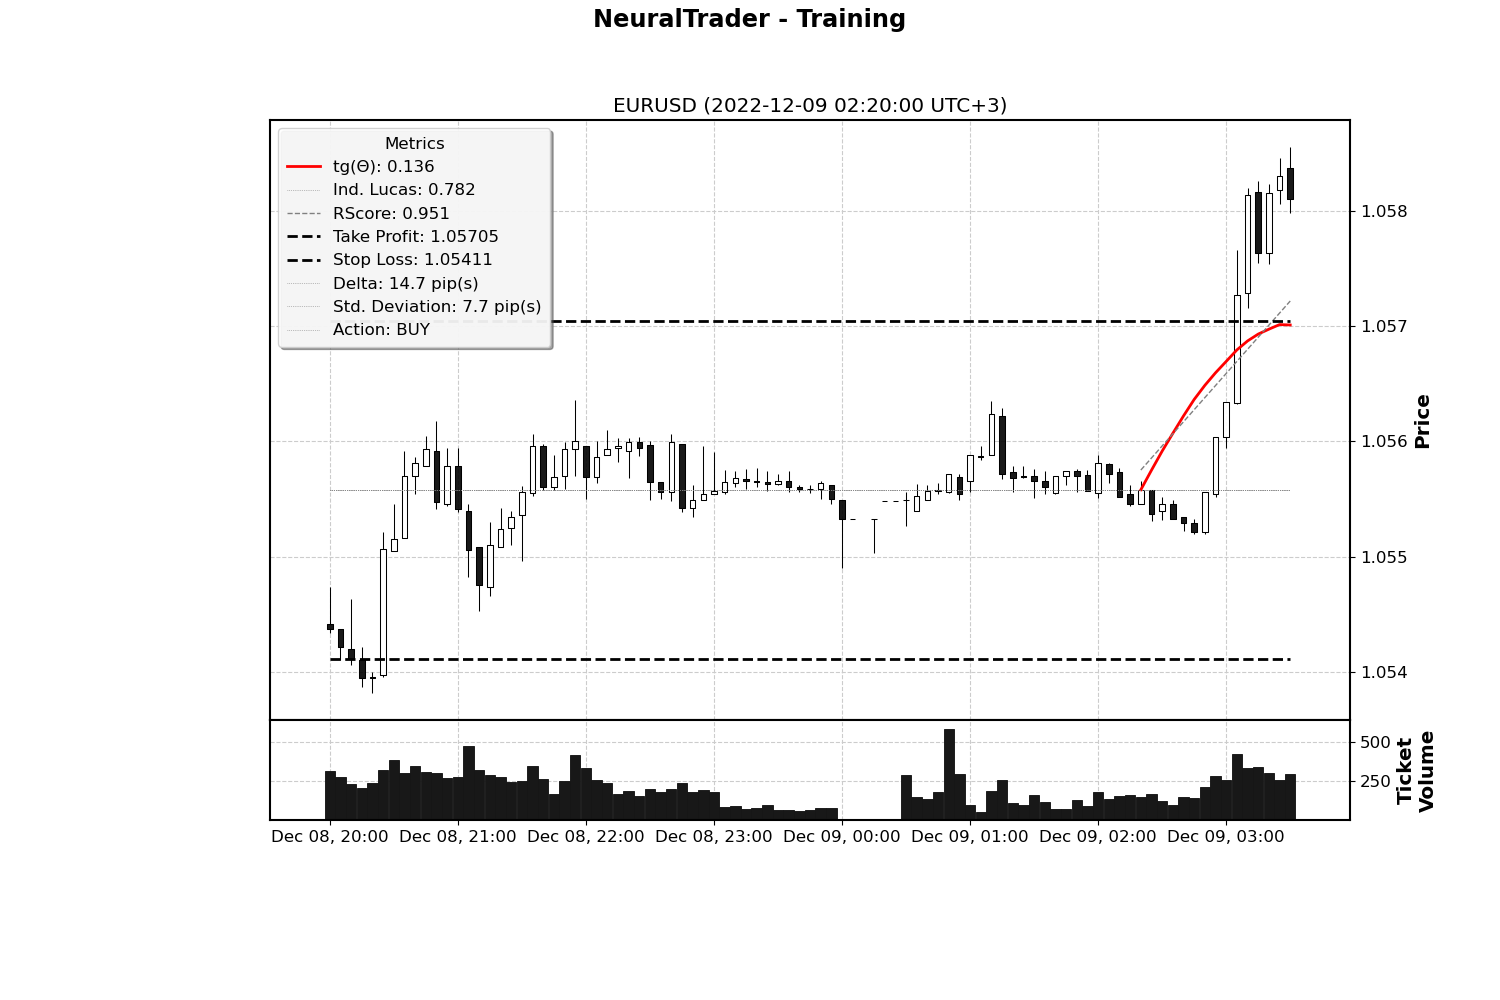 NeuralTrader - Training
EURUSD (2022-12-09 02:20:00 UTC+3)
Metrics
tg(Θ): 0.136
Ind. Lucas: 0.782
RScore: 0.951
Take Profit: 1.05705
Stop Loss: 1.05411
Delta: 14.7 pip(s)
Std. Deviation: 7.7 pip(s)
Action: BUY
1.058
1.057
1.056
1.055
1.054
Price
500
250
Ticket
Volume
Dec 08, 20:00 Dec 08, 21:00 Dec 08, 22:00 Dec 08, 23:00 Dec 09, 00:00 Dec 09, 01:00 Dec 09, 02:00 Dec 09, 03:00